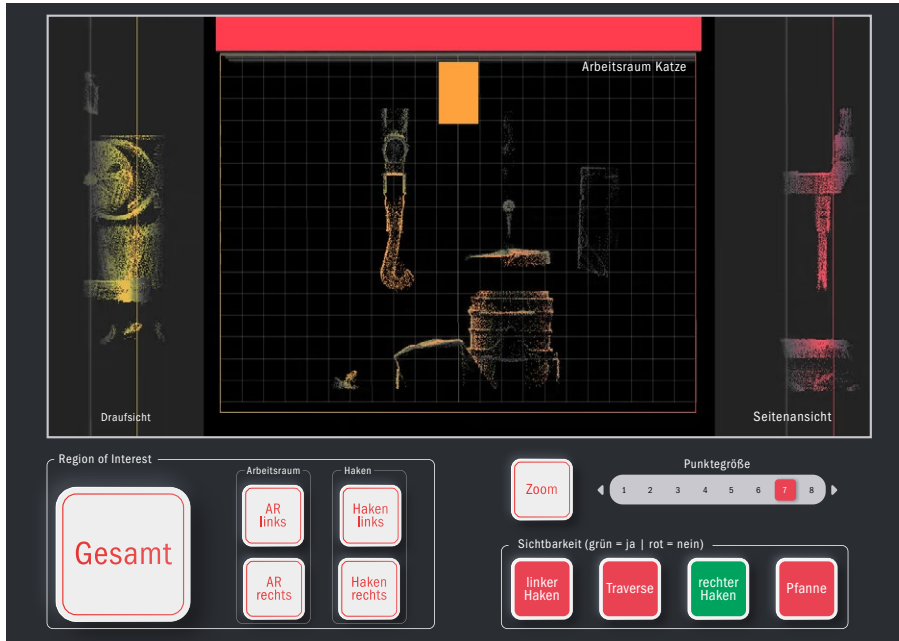 Arbeitsraum Katze
Draufsicht
Seitenansicht
Region of Interest
Gesamt
Arbeitsraum
AR
links
AR
rechts
Haken
Haken
links
Haken
rechts
Zoom
Punktegröße
1 2 3 4 5 6 7 8
Sichtbarkeit (grün = ja | rot = nein)
linker
Haken
Traverse
rechter
Haken
Pfanne